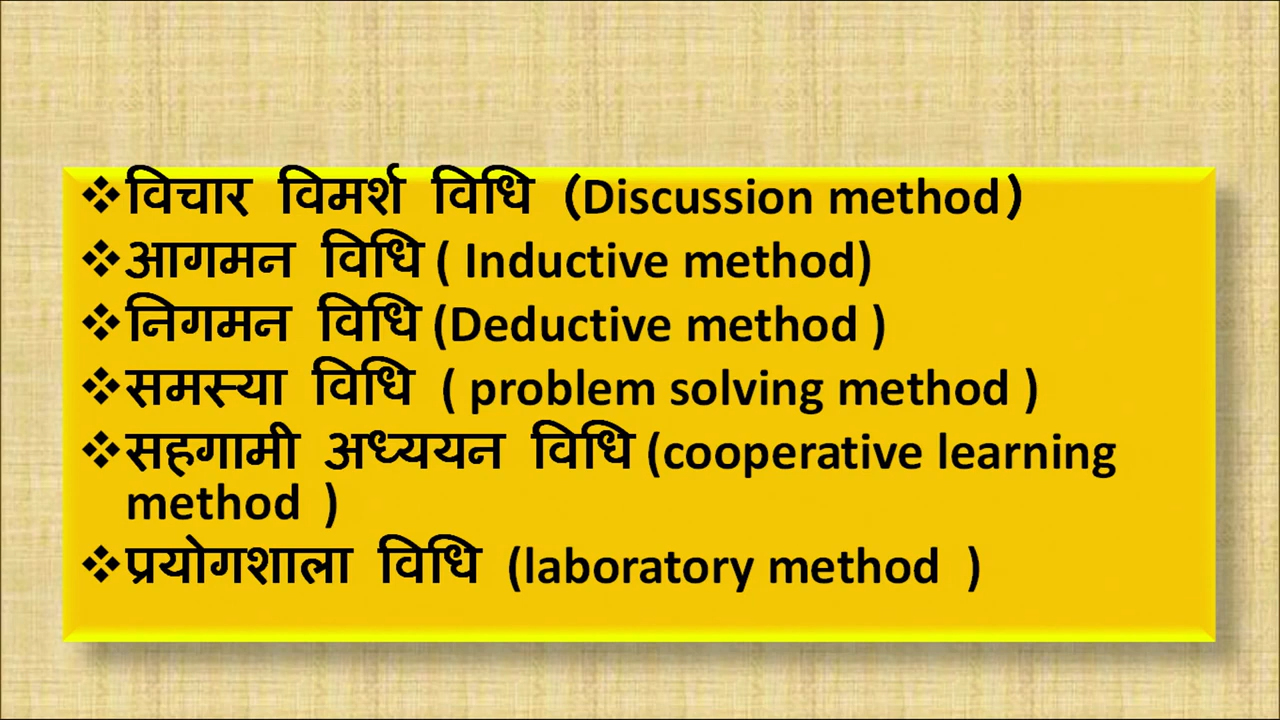 ❖विचार विमर्श विधि (Discussion method)
❖आगमन विधि ( Inductive method)
❖निगमन विधि (Deductive method )
❖समस्या विधि ( problem solving method )
❖सहगामी अध्ययन विधि (cooperative learning
method )
❖प्रयोगशाला विधि (laboratory method )